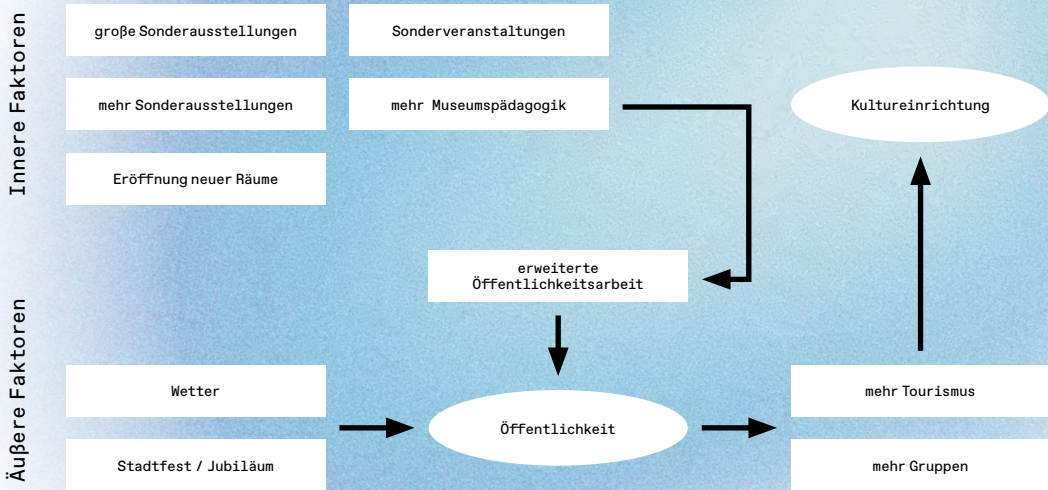 Innere Faktoren
große Sonderausstellungen
Sonderveranstaltungen
mehr Sonderausstellungen
mehr Museumspädagogik
Kultureinrichtung
Eröffnung neuer Räume
erweiterte
Öffentlichkeitsarbeit
Äußere Faktoren
Wetter
mehr Tourismus
Öffentlichkeit
Stadtfest / Jubiläum
mehr Gruppen